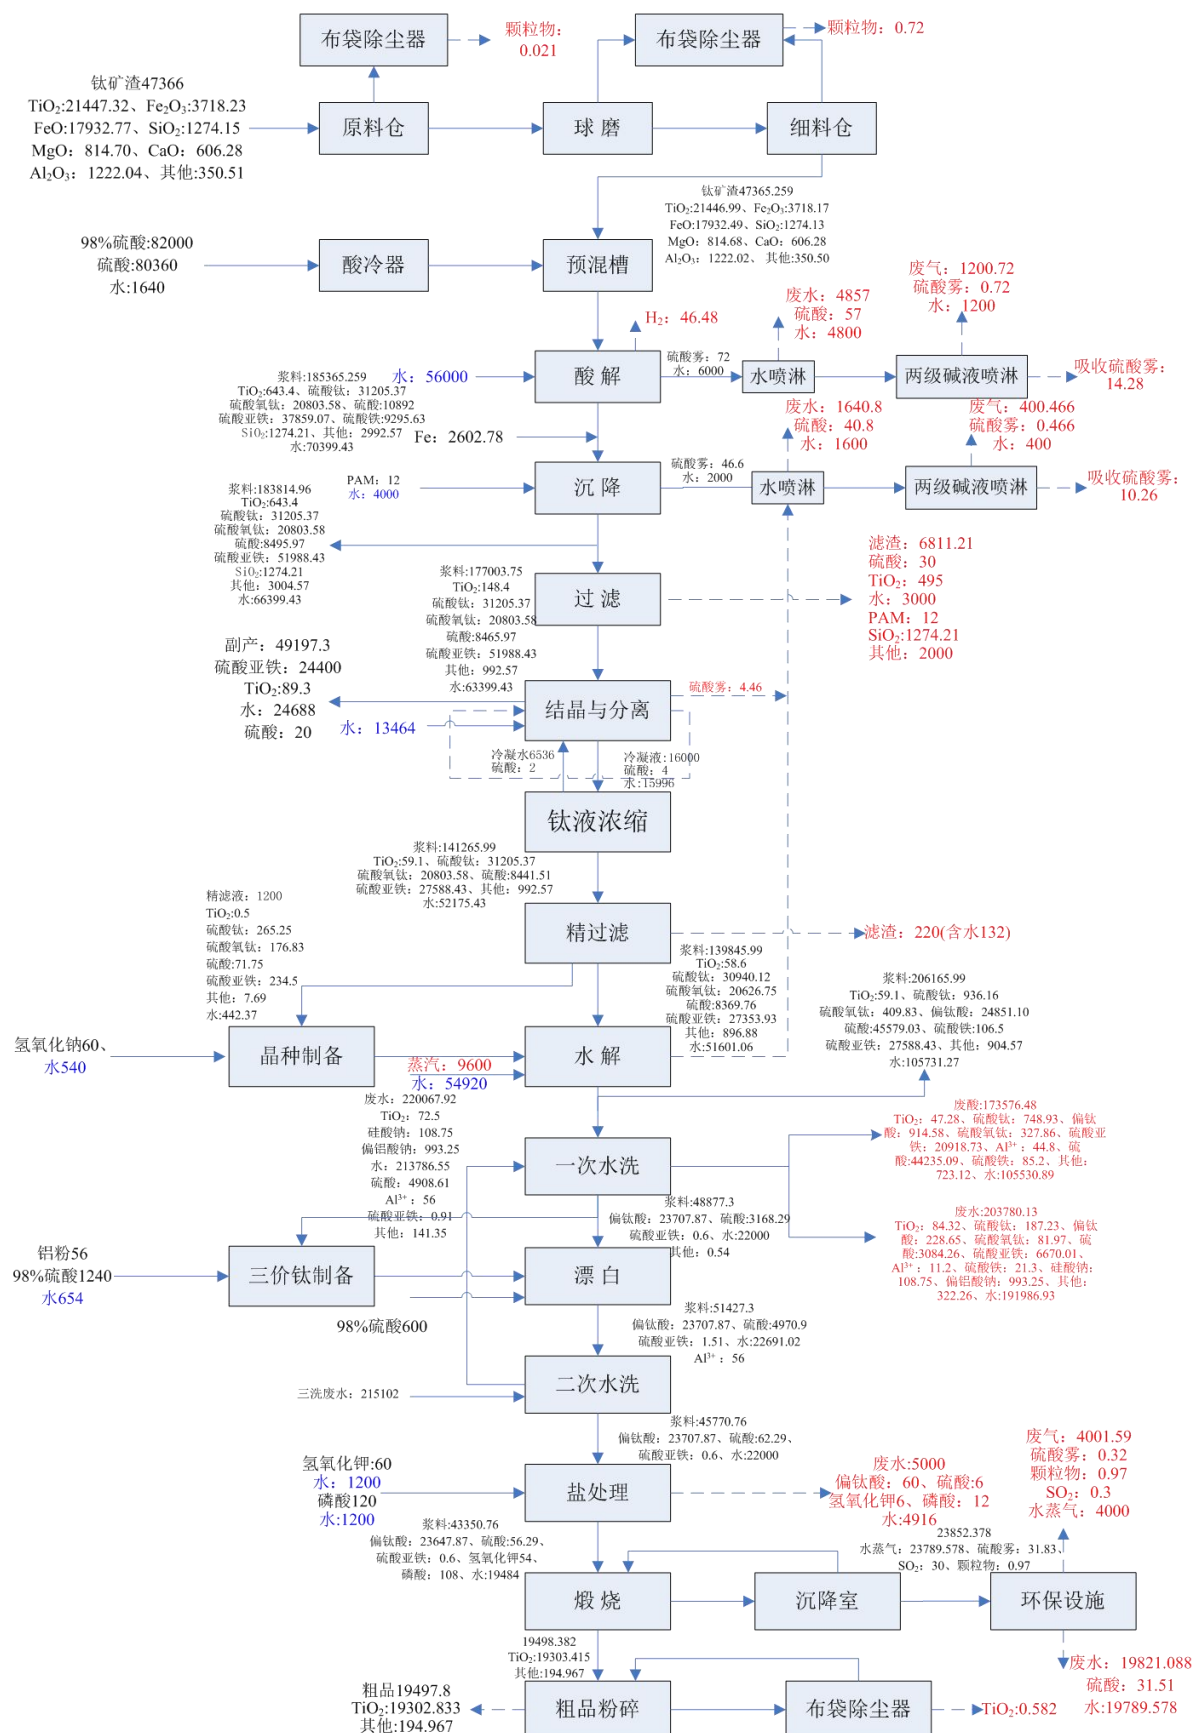 布袋除尘器
颗粒物:
0.021
布袋除尘器
颗粒物: 0.72
钛矿渣47366
TiO₂:21447.32、Fe₂O₃:3718.23
FeO:17932.77、SiO₂:1274.15
MgO: 814.70、CaO: 606.28
Al₂O₃: 1222.04、其他:350.51
原料仓
球 磨
细料仓
钛矿渣47365.259
TiO₂:21446.99、Fe₂O₃:3718.17
FeO:17932.49、SiO₂:1274.13
MgO: 814.68、CaO: 606.28
Al₂O₃: 1222.02、其他:350.50
98%硫酸:82000
硫酸:80360
水:1640
酸冷器
预混槽
H₂: 46.48
废水: 4857
硫酸: 57
水: 4800
废气: 1200.72
硫酸雾: 0.72
水: 1200
浆料:185365.259
TiO₂:643.4、硫酸钛: 31205.37
硫酸氧钛: 20803.58、硫酸:10892
硫酸亚铁: 37859.07、硫酸铁:9295.63
SiO₂:1274.21、其他: 2992.57
水:70399.43
水: 56000
酸 解
硫酸雾: 72
水: 6000
水喷淋
两级碱液喷淋
吸收硫酸雾:
14.28
Fe: 2602.78
废水: 1640.8
硫酸: 40.8
水: 1600
废气: 400.466
硫酸雾: 0.466
水: 400
PAM: 12
水: 4000
沉 降
硫酸雾: 46.6
水: 2000
水喷淋
两级碱液喷淋
吸收硫酸雾:
10.26
浆料: 183814.96
TiO₂:643.4
硫酸钛: 31205.37
硫酸氧钛: 20803.58
硫酸:8495.97
硫酸亚铁: 51988.43
SiO₂:1274.21
其他: 3004.57
水:66399.43
浆料: 177003.75
TiO₂: 148.4
硫酸钛: 31205.37
硫酸氧钛: 20803.58
硫酸:8465.97
硫酸亚铁: 51988.43
其他: 992.57
水:63399.43
过 滤
滤渣: 6811.21
硫酸: 30
TiO₂: 495
水: 3000
PAM: 12
SiO₂:1274.21
其他: 2000
副产: 49197.3
硫酸亚铁: 24400
TiO₂:89.3
水: 24688
硫酸: 20
水: 13464
结晶与分离
硫酸雾: 4.46
冷凝水6536
硫酸: 2
冷凝液:16000
硫酸: 4
水:15996
钛液浓缩
浆料: 141265.99
TiO₂:59.1、硫酸钛: 31205.37
硫酸氧钛: 20803.58、硫酸:8441.51
硫酸亚铁: 27588.43、其他: 992.57
水:52175.43
精滤液: 1200
TiO₂:0.5
硫酸钛: 265.25
硫酸氧钛: 176.83
硫酸:71.75
硫酸亚铁: 234.5
其他: 7.69
水:442.37
精过滤
滤渣: 220(含水132)
浆料: 139845.99
TiO₂:58.6
硫酸钛: 30940.12
硫酸氧钛: 20626.75
硫酸:8369.76
硫酸亚铁: 27353.93
其他: 896.88
水:51601.06
浆料: 206165.99
TiO₂:59.1、硫酸钛: 936.16
硫酸氧钛: 409.83、偏钛酸: 24851.10
硫酸:45579.03、硫酸铁:106.5
硫酸亚铁: 27588.43、其他: 904.57
水:105731.27
氢氧化钠60、
水540
晶种制备
蒸汽: 9600
水: 54920
水 解
废水: 220067.92
TiO₂: 72.5
硅酸钠: 108.75
偏铝酸钠: 993.25
水: 213786.55
硫酸: 4908.61
Al³⁺: 56
硫酸亚铁: 0.91
其他: 141.35
一次水洗
废酸:173576.48
TiO₂: 47.28、硫酸钛: 748.93、偏钛
酸: 914.58、硫酸氧钛: 327.86、硫酸亚
铁: 20918.73、Al³⁺: 44.8、硫
酸:44235.09、硫酸铁: 85.2、其他:
723.12、水:105530.89
浆料:48877.3
偏钛酸: 23707.87、硫酸:3168.29
硫酸亚铁: 0.6、水:22000
其他: 0.54
废水:203780.13
TiO₂: 84.32、硫酸钛: 187.23、偏钛
酸: 228.65、硫酸氧钛: 81.97、硫
酸:3084.26、硫酸亚铁: 6670.01、
Al³⁺: 11.2、硫酸铁: 21.3、硅酸钠:
108.75、偏铝酸钠: 993.25、其他:
322.26、水:191986.93
铝粉56
98%硫酸1240
水654
三价钛制备
漂 白
98%硫酸600
浆料:51427.3
偏钛酸: 23707.87、硫酸:4970.9
硫酸亚铁: 1.51、水:22691.02
Al³⁺: 56
三洗废水: 215102
二次水洗
浆料:45770.76
偏钛酸: 23707.87、硫酸:62.29、
硫酸亚铁: 0.6、水:22000
氢氧化钾:60
水: 1200
磷酸120
水:1200
盐处理
废水:5000
偏钛酸: 60、硫酸:6
氢氧化钾6、磷酸: 12
水:4916
废气: 4001.59
硫酸雾: 0.32
颗粒物: 0.97
SO₂: 0.3
水蒸气: 4000
浆料: 43350.76
偏钛酸: 23647.87、硫酸:56.29、
硫酸亚铁: 0.6、氢氧化钾54、
磷酸: 108、水:19484
23852.378
水蒸气: 23789.578、硫酸雾: 31.83、
SO₂: 30、颗粒物: 0.97
煅 烧
沉降室
环保设施
19498.382
TiO₂:19303.415
其他:194.967
废水: 19821.088
硫酸: 31.51
水:19789.578
粗品19497.8
TiO₂:19302.833
其他:194.967
粗品粉碎
布袋除尘器
TiO₂:0.582